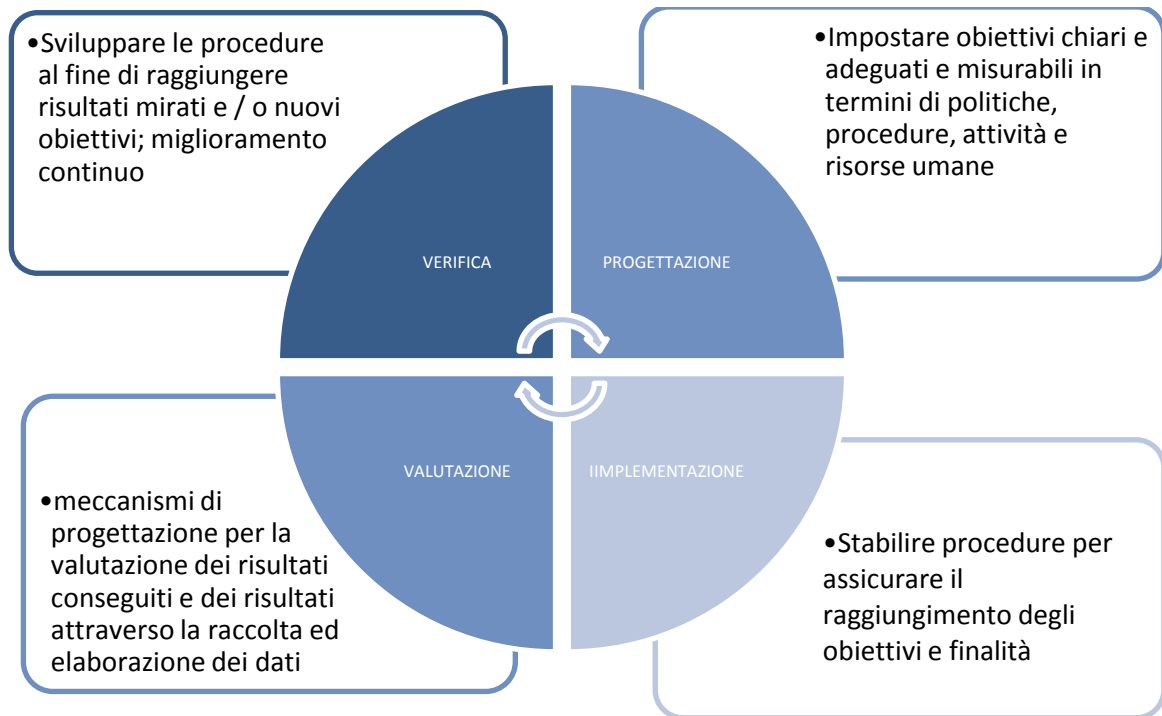 •Sviluppare le procedure
al fine di raggiungere
risultati mirati e / o nuovi
obiettivi; miglioramento
continuo
•Impostare obiettivi chiari e
adeguati e misurabili in
termini di politiche,
procedure, attività e
risorse umane
VERIFICA
PROGETTAZIONE
VALUTAZIONE
IIMPLEMENTAZIONE
•meccanismi di
progettazione per la
valutazione dei risultati
conseguiti e dei risultati
attraverso la raccolta ed
elaborazione dei dati
•Stabilire procedure per
assicurare il
raggiungimento degli
obiettivi e finalità